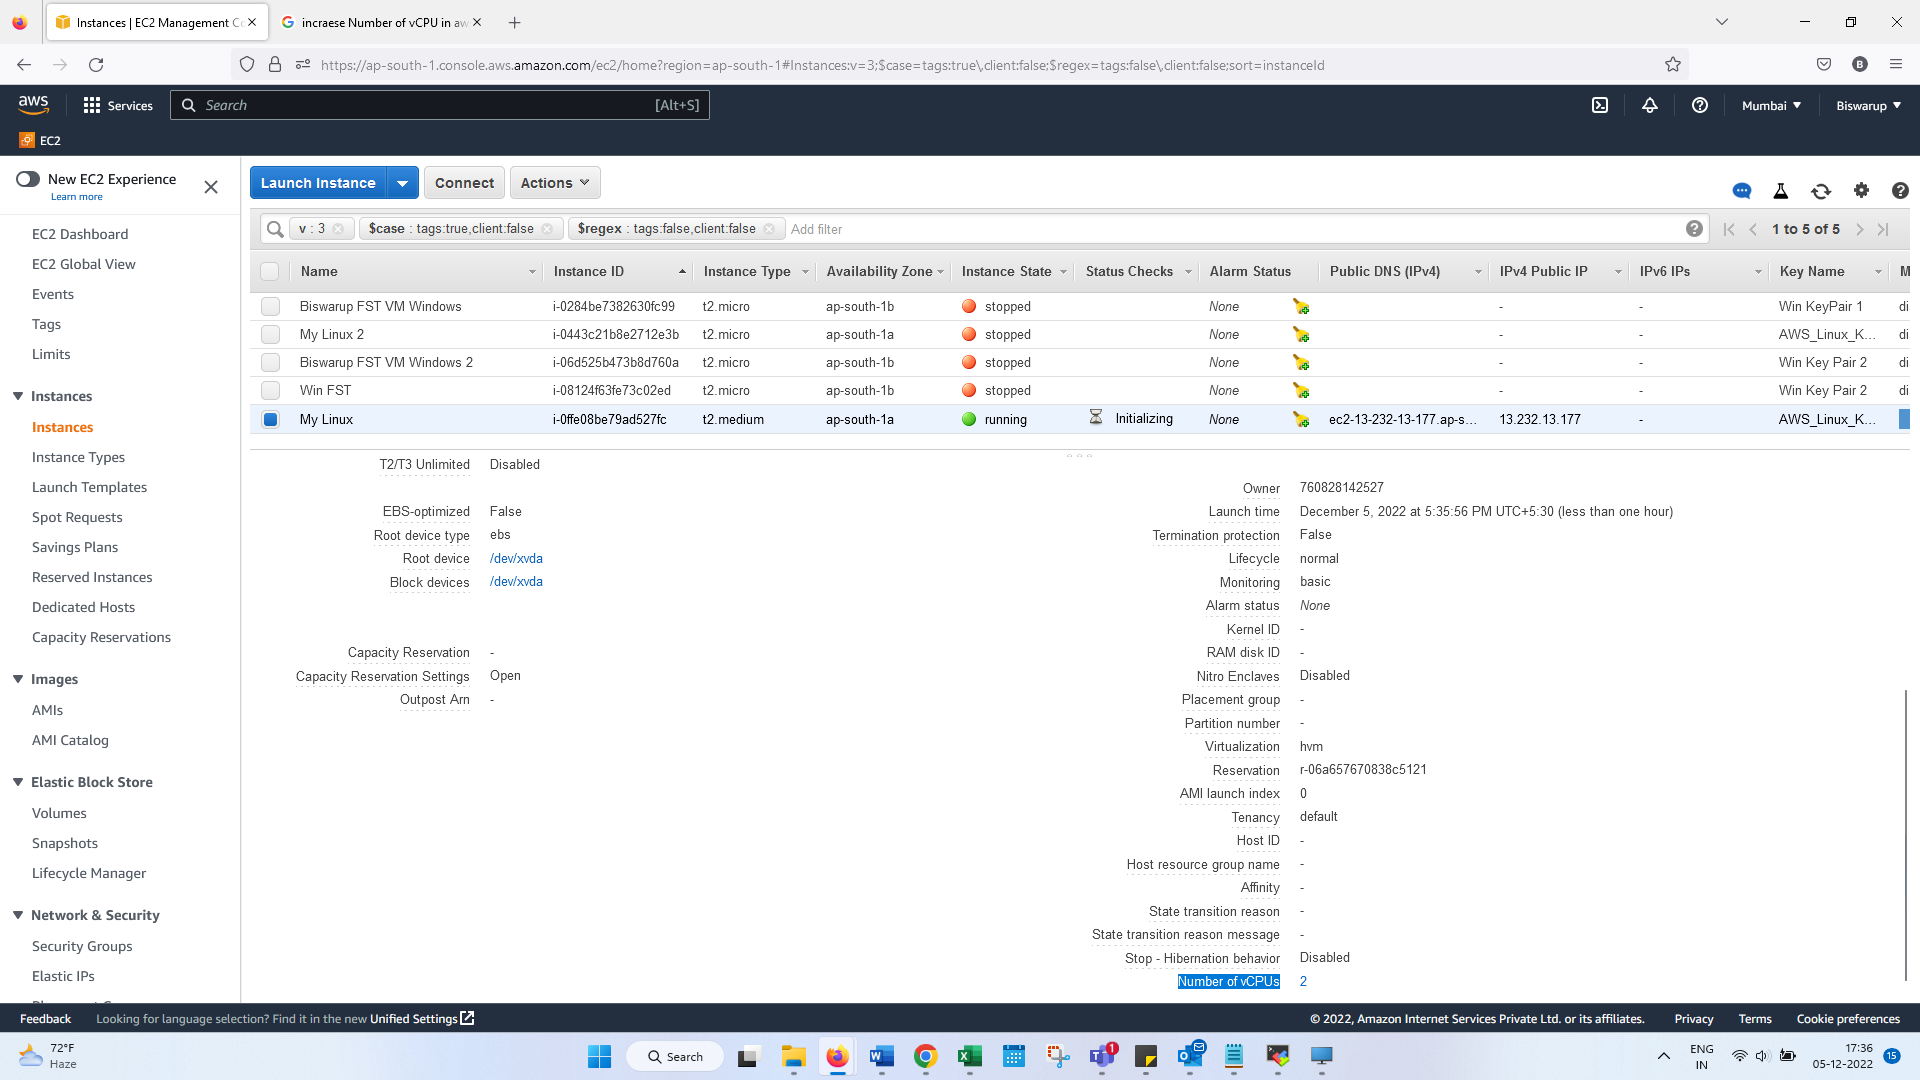 Instances | EC2 Management Co
incraese Number of vCPU in aw
https://ap-south-1.console.aws.amazon.com/ec2/home?region=ap-south-1#Instances:v=3;$case=tags:true\,client:false;$regex=tags:false\,client:false;sort=instanceId
B
aws
Services
Search
[Alt+S]
Mumbai
Biswarup
EC2
New EC2 Experience
Learn more
EC2 Dashboard
EC2 Global View
Events
Tags
Limits
Instances
Instances
Instance Types
Launch Templates
Spot Requests
Savings Plans
Reserved Instances
Dedicated Hosts
Capacity Reservations
Images
AMIs
AMI Catalog
Elastic Block Store
Volumes
Snapshots
Lifecycle Manager
Network & Security
Security Groups
Elastic IPs
Launch Instance
Connect
Actions
v : 3
$case : tags:true,client:false
$regex : tags:false,client:false
Add filter
1 to 5 of 5
Name Instance ID Instance Type Availability Zone Instance State Status Checks Alarm Status Public DNS (IPv4) IPv4 Public IP IPv6 IPs Key Name M
Biswarup FST VM Windows i-0284be7382630fc99 t2.micro ap-south-1b stopped None - - Win KeyPair 1 di
My Linux 2 i-0443c21b8e2712e3b t2.micro ap-south-1a stopped None - - AWS_Linux_K... di
Biswarup FST VM Windows 2 i-06d525b473b8d760a t2.micro ap-south-1b stopped None - - Win Key Pair 2 di
Win FST i-08124f63fe73c02ed t2.micro ap-south-1b stopped None - - Win Key Pair 2 di
My Linux i-0ffe08be79ad527fc t2.medium ap-south-1a running Initializing None ec2-13-232-13-177.ap-s... 13.232.13.177 - AWS_Linux_K...
T2/T3 Unlimited Disabled
EBS-optimized False
Root device type ebs
Root device /dev/xvda
Block devices /dev/xvda
Capacity Reservation -
Capacity Reservation Settings Open
Outpost Arn -
Owner 760828142527
Launch time December 5, 2022 at 5:35:56 PM UTC+5:30 (less than one hour)
Termination protection False
Lifecycle normal
Monitoring basic
Alarm status None
Kernel ID -
RAM disk ID -
Nitro Enclaves Disabled
Placement group -
Partition number -
Virtualization hvm
Reservation r-06a657670838c5121
AMI launch index 0
Tenancy default
Host ID -
Host resource group name -
Affinity -
State transition reason -
State transition reason message -
Stop - Hibernation behavior Disabled
Number of vCPUs 2
Feedback
Looking for language selection? Find it in the new Unified Settings
© 2022, Amazon Internet Services Private Ltd. or its affiliates.
Privacy
Terms
Cookie preferences
72°F
Haze
Search
1
ENG
IN
17:36
05-12-2022
15